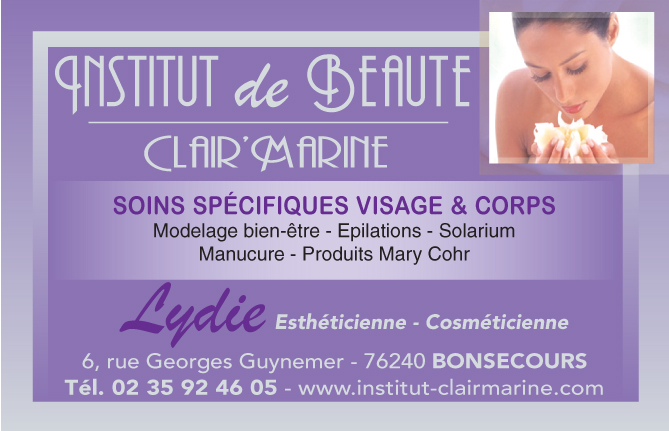 INSTITUT de BEAUTE
CLAIR'MARINE
SOINS SPÉCIFIQUES VISAGE & CORPS
Modelage bien-être - Epilations - Solarium
Manucure - Produits Mary Cohr
Lydie Esthéticienne - Cosméticienne
6, rue Georges Guynemer - 76240 BONSECOURS
Tél. 02 35 92 46 05 - www.institut-clairmarine.com